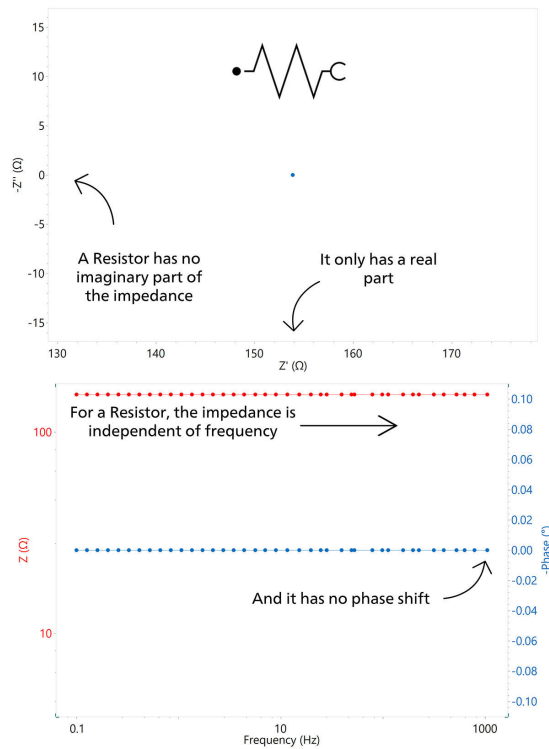 15
10
5
0
-5
-10
-15
-Z'' (Ω)
A Resistor has no
imaginary part of
the impedance
It only has a real
part
130 140 150 160 170
Z' (Ω)
For a Resistor, the impedance is
independent of frequency
100
10
Z (Ω)
0.10
0.08
0.06
0.04
0.02
0.00
-0.02
-0.04
-0.06
-0.08
-0.10
-Phase (°)
And it has no phase shift
0.1 10 1000
Frequency (Hz)